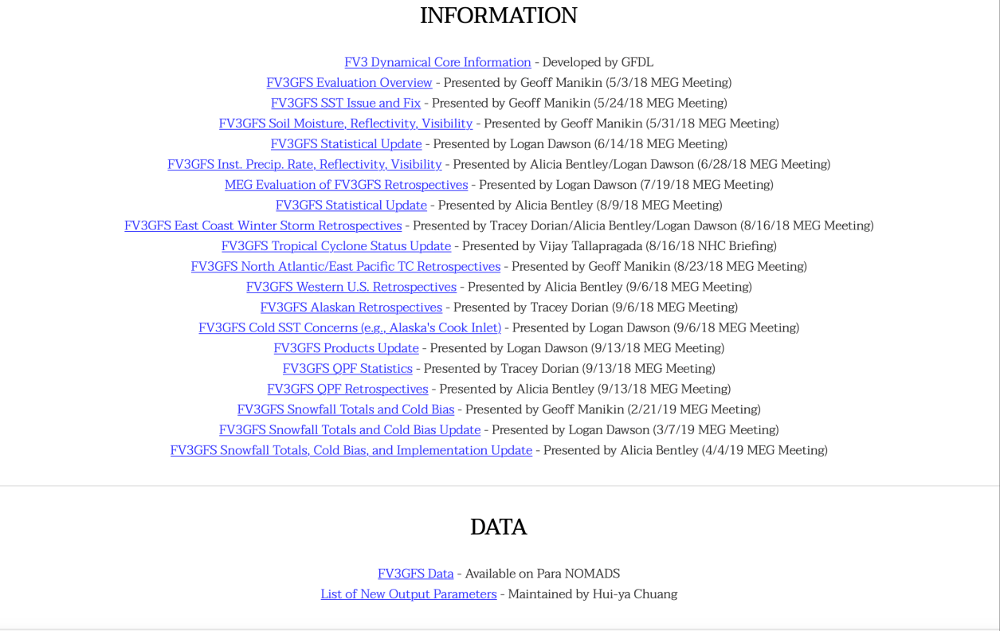 INFORMATION
FV3 Dynamical Core Information - Developed by GFDL
FV3GFS Evaluation Overview - Presented by Geoff Manikin (5/3/18 MEG Meeting)
FV3GFS SST Issue and Fix - Presented by Geoff Manikin (5/24/18 MEG Meeting)
FV3GFS Soil Moisture, Reflectivity, Visibility - Presented by Geoff Manikin (5/31/18 MEG Meeting)
FV3GFS Statistical Update - Presented by Logan Dawson (6/14/18 MEG Meeting)
FV3GFS Inst. Precip. Rate, Reflectivity, Visibility - Presented by Alicia Bentley/Logan Dawson (6/28/18 MEG Meeting)
MEG Evaluation of FV3GFS Retrospectives - Presented by Logan Dawson (7/19/18 MEG Meeting)
FV3GFS Statistical Update - Presented by Alicia Bentley (8/9/18 MEG Meeting)
FV3GFS East Coast Winter Storm Retrospectives - Presented by Tracey Dorian/Alicia Bentley/Logan Dawson (8/16/18 MEG Meeting)
FV3GFS Tropical Cyclone Status Update - Presented by Vijay Tallapragada (8/16/18 NHC Briefing)
FV3GFS North Atlantic/East Pacific TC Retrospectives - Presented by Geoff Manikin (8/23/18 MEG Meeting)
FV3GFS Western U.S. Retrospectives - Presented by Alicia Bentley (9/6/18 MEG Meeting)
FV3GFS Alaskan Retrospectives - Presented by Tracey Dorian (9/6/18 MEG Meeting)
FV3GFS Cold SST Concerns (e.g., Alaska's Cook Inlet) - Presented by Logan Dawson (9/6/18 MEG Meeting)
FV3GFS Products Update - Presented by Logan Dawson (9/13/18 MEG Meeting)
FV3GFS QPF Statistics - Presented by Tracey Dorian (9/13/18 MEG Meeting)
FV3GFS QPF Retrospectives - Presented by Alicia Bentley (9/13/18 MEG Meeting)
FV3GFS Snowfall Totals and Cold Bias - Presented by Geoff Manikin (2/21/19 MEG Meeting)
FV3GFS Snowfall Totals and Cold Bias Update - Presented by Logan Dawson (3/7/19 MEG Meeting)
FV3GFS Snowfall Totals, Cold Bias, and Implementation Update - Presented by Alicia Bentley (4/4/19 MEG Meeting)
DATA
FV3GFS Data - Available on Para NOMADS
List of New Output Parameters - Maintained by Hui-ya Chuang